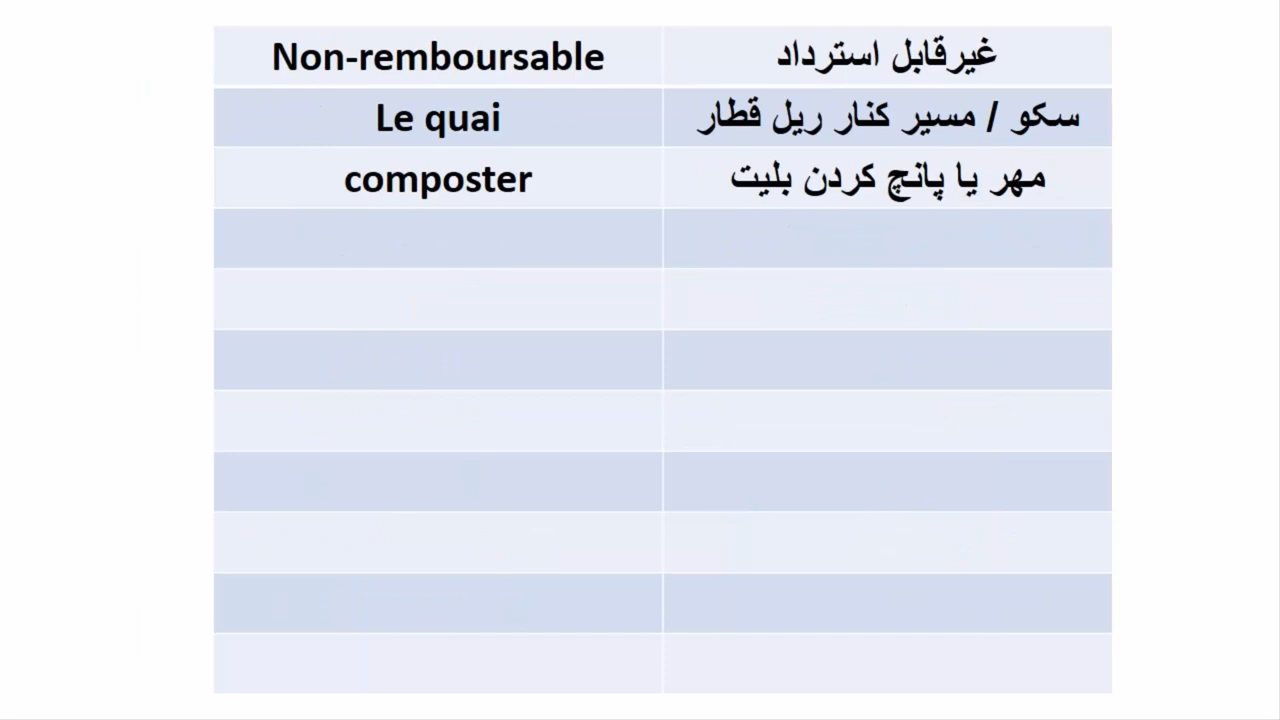 Non-remboursable غیرقابل استرداد
Le quai سکو / مسیر کنار ریل قطار
composter مهر یا پانچ کردن بلیت